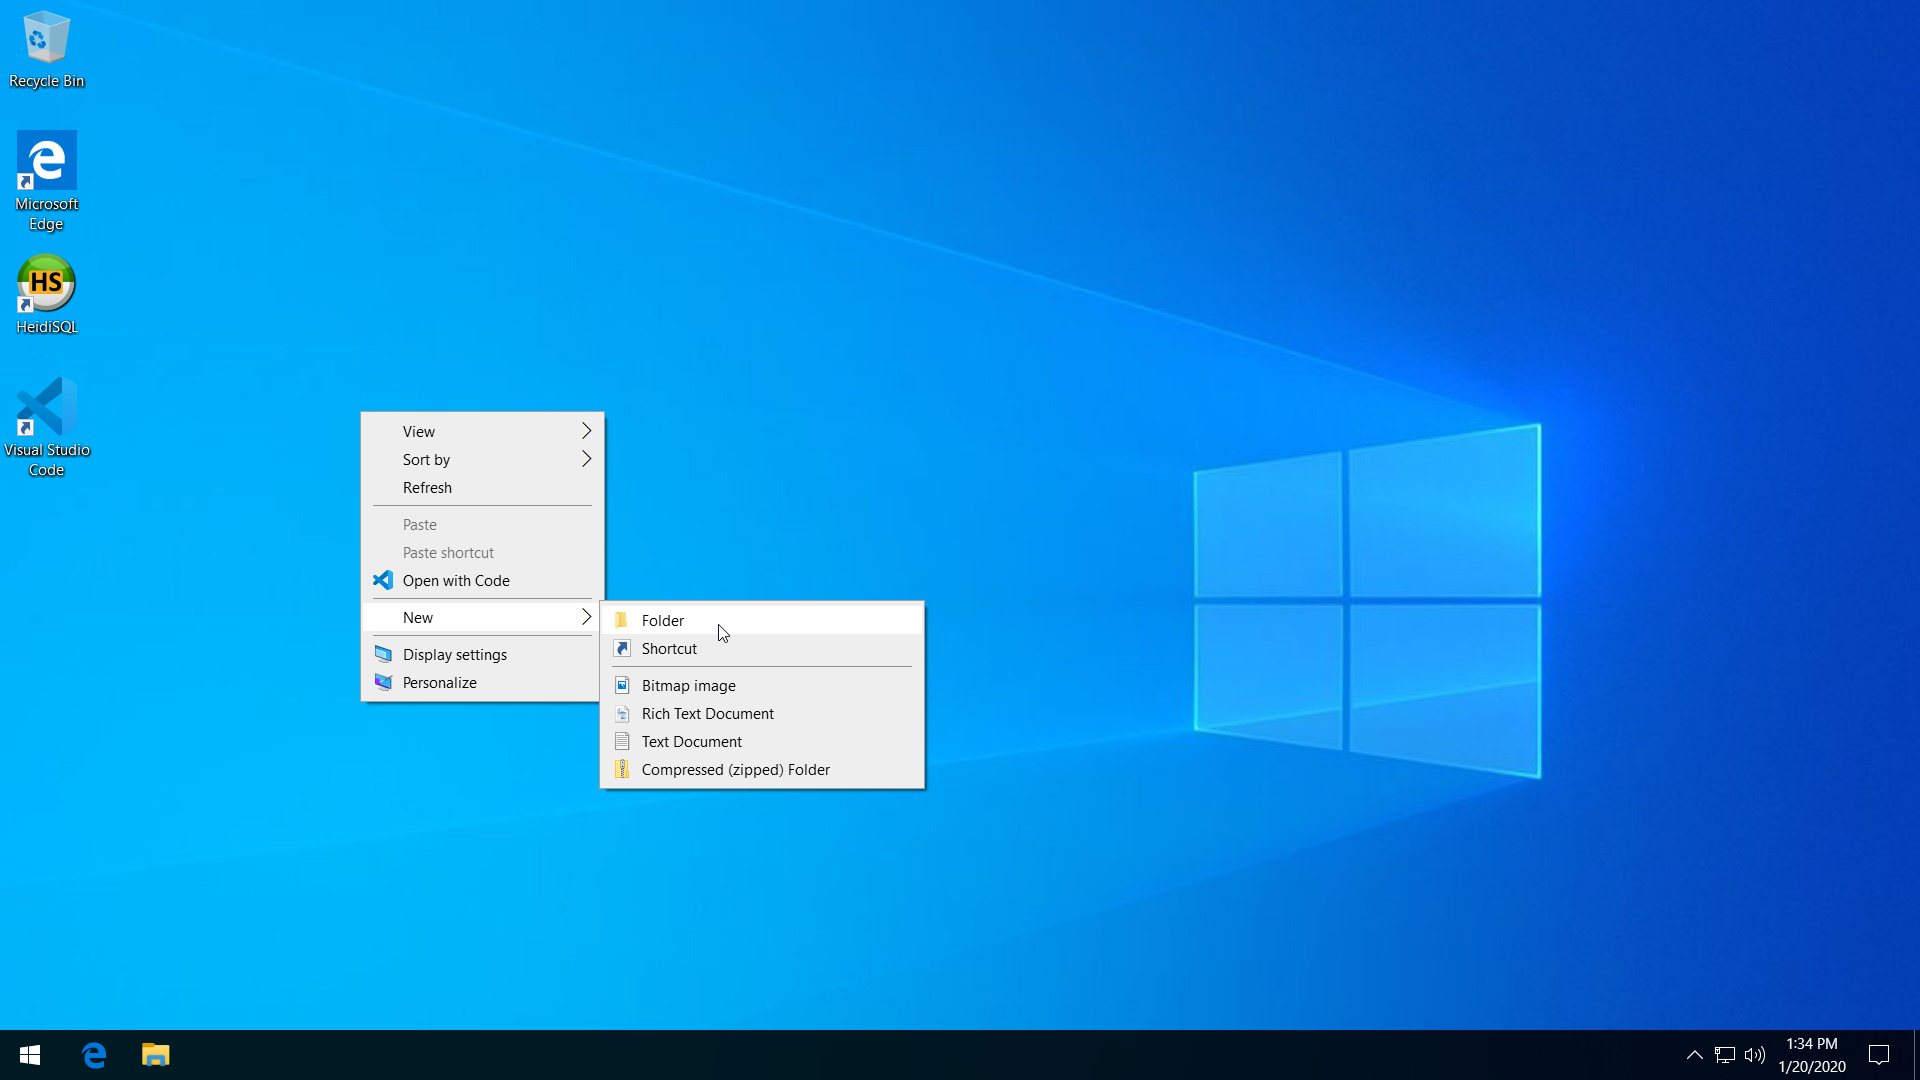 Recycle Bin
Microsoft
Edge
HS
HeidiSQL
Visual Studio
Code
View
Sort by
Refresh
Paste
Paste shortcut
Open with Code
New
Display settings
Personalize
Folder
Shortcut
Bitmap image
Rich Text Document
Text Document
Compressed (zipped) Folder
1:34 PM
1/20/2020